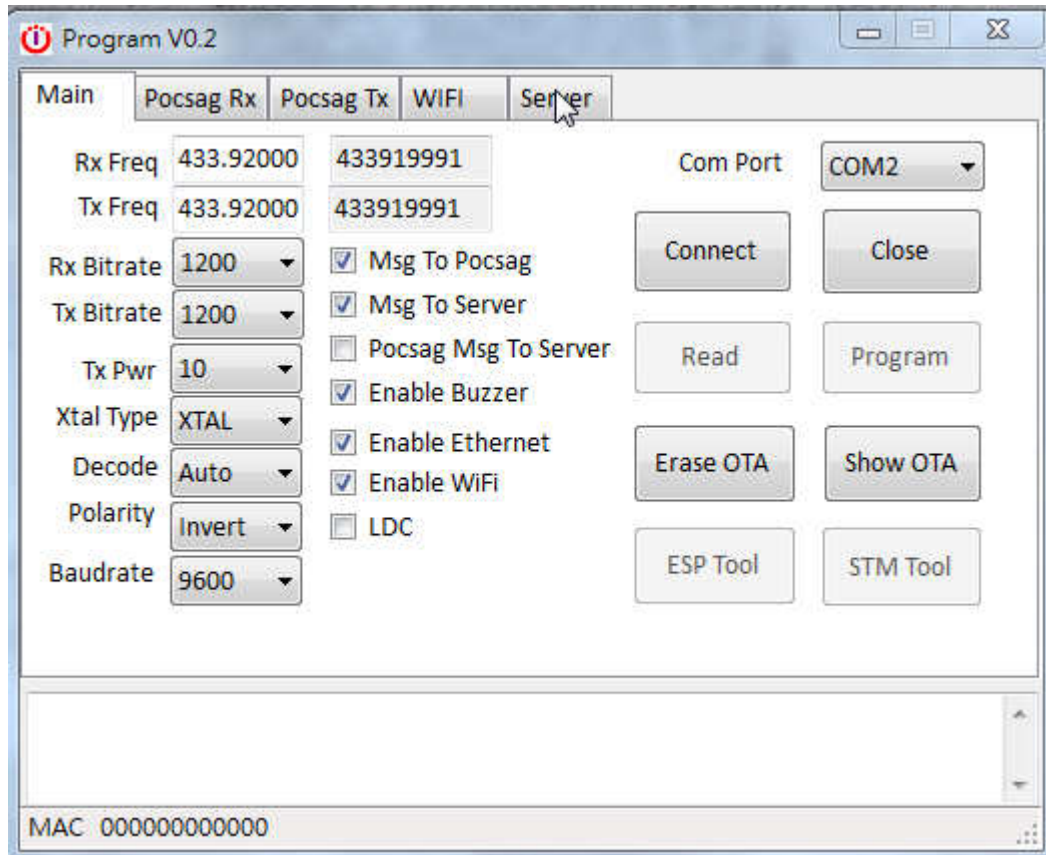 Program V0.2
Main Pocsag Rx Pocsag Tx WIFI Server
Rx Freq 433.92000 433919991 Com Port COM2
Tx Freq 433.92000 433919991
Connect Close
Rx Bitrate 1200 Msg To Pocsag
Tx Bitrate 1200 Msg To Server
Pocsag Msg To Server Read Program
Tx Pwr 10
Enable Buzzer
Xtal Type XTAL
Enable Ethernet Erase OTA Show OTA
Decode Auto Enable WiFi
Polarity Invert LDC
Baudrate 9600 ESP Tool STM Tool
MAC 000000000000